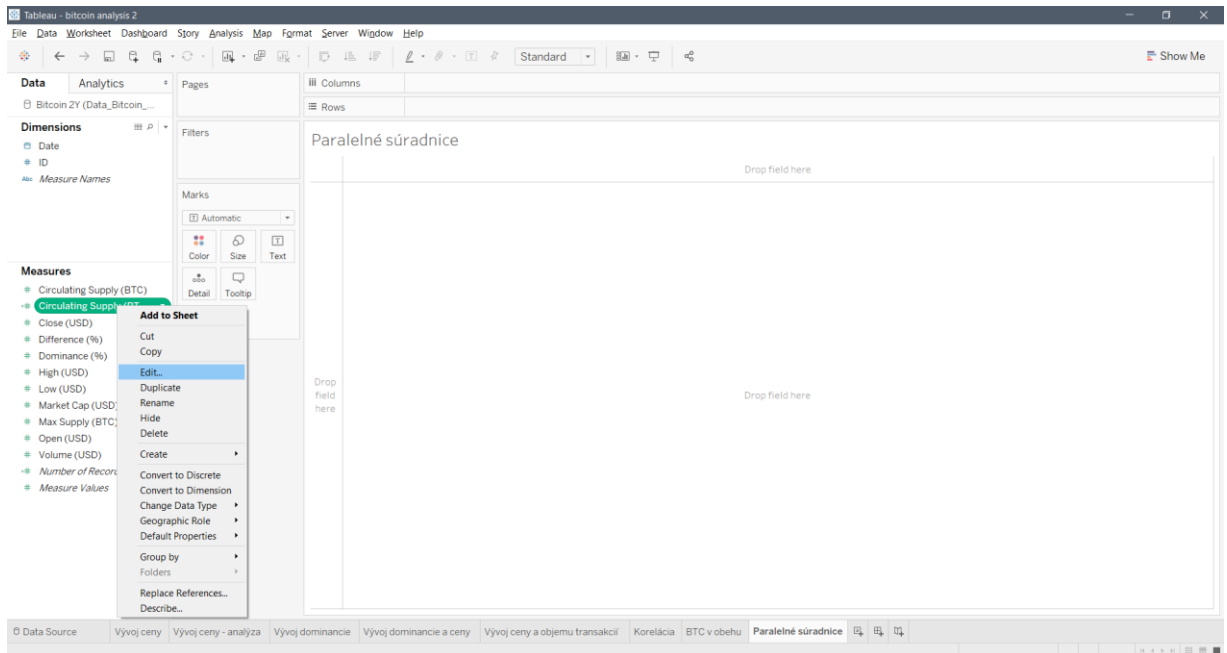 Tableau - bitcoin analysis 2
File Data Worksheet Dashboard Story Analysis Map Format Server Window Help
Standard
Show Me
Data Analytics
Bitcoin 2Y (Data_Bitcoin_...
Dimensions
Date
ID
Abc Measure Names
Measures
Circulating Supply (BTC)
Circulating Supply (BT...
Close (USD)
Difference (%)
Dominance (%)
High (USD)
Low (USD)
Market Cap (USD)
Max Supply (BTC)
Open (USD)
Volume (USD)
Number of Record
Measure Values
Add to Sheet
Cut
Copy
Edit...
Duplicate
Rename
Hide
Delete
Create
Convert to Discrete
Convert to Dimension
Change Data Type
Geographic Role
Default Properties
Group by
Folders
Replace References...
Describe...
Pages
Filters
Marks
Automatic
Color Size Text
Detail Tooltip
Columns
Rows
Paralelné súradnice
Drop field here
Drop
field
here
Drop field here
Data Source Vývoj ceny Vývoj ceny - analýza Vývoj dominancie Vývoj dominancie a ceny Vývoj ceny a objemu transakcií Korelácia BTC v obehu Paralelné súradnice